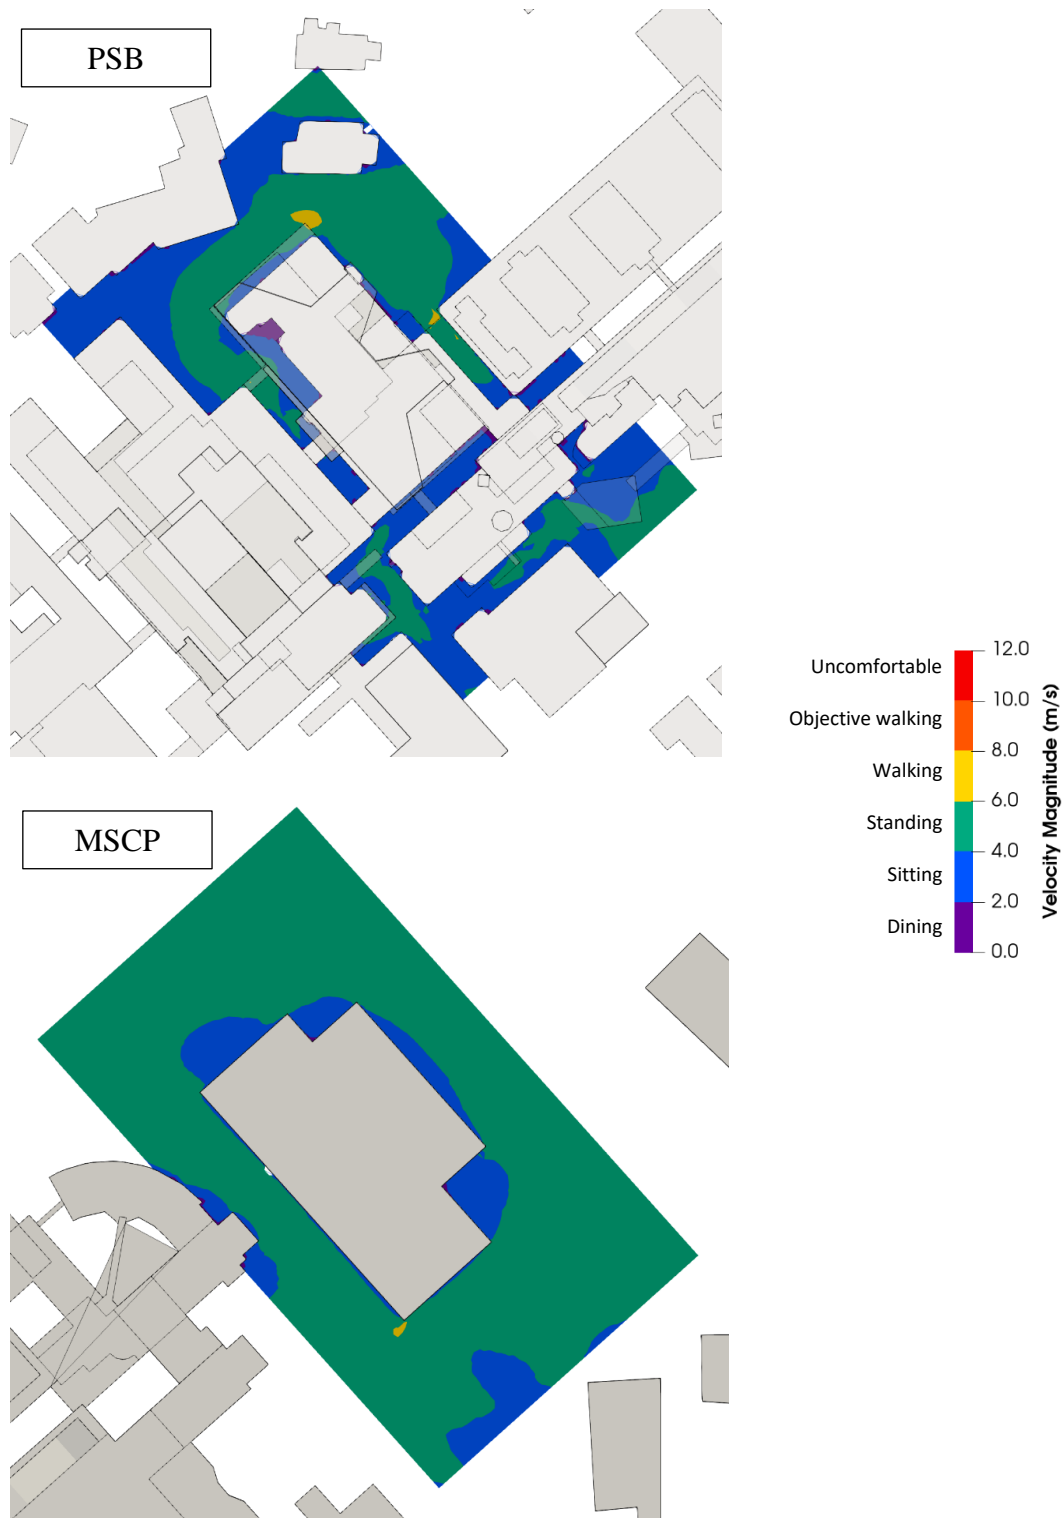 PSB
Uncomfortable
Objective walking
Walking
Standing
Sitting
Dining
12.0
10.0
8.0
6.0
4.0
2.0
0.0
Velocity Magnitude (m/s)
MSCP